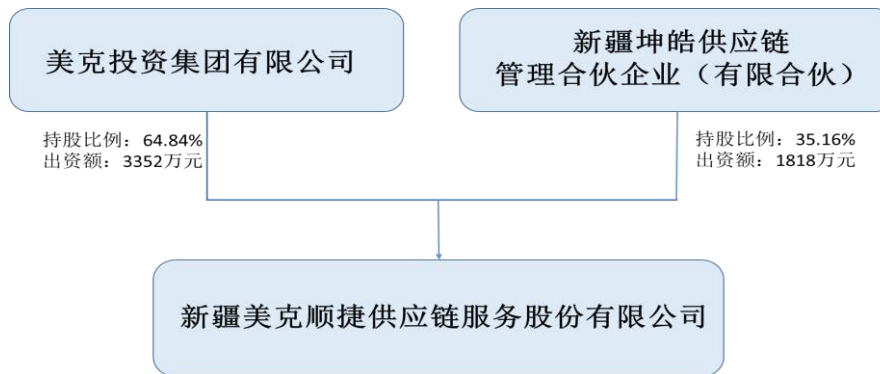 美克投资集团有限公司
新疆坤皓供应链
管理合伙企业（有限合伙）
持股比例：64.84%
出资额：3352万元
持股比例：35.16%
出资额：1818万元
新疆美克顺捷供应链服务股份有限公司